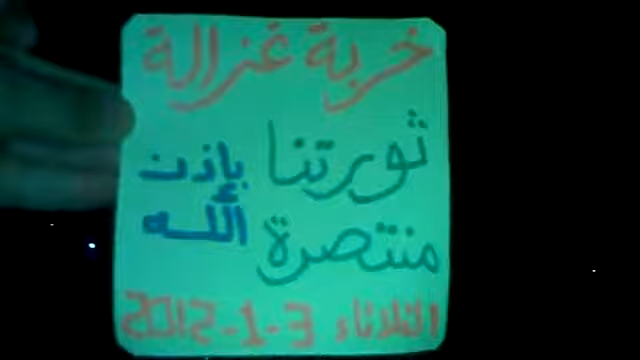 خربة غزالة
ثورتنا
منتصرة
بإذن
الله
الثلاثاء 3-1-2012